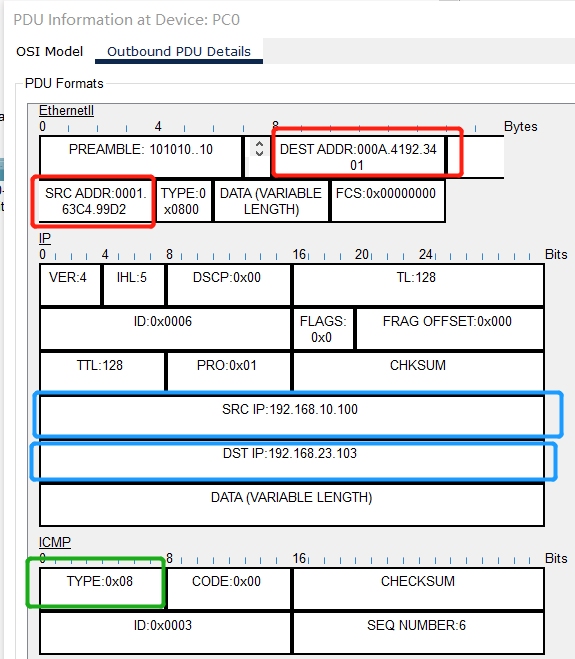 PDU Information at Device: PC0
OSI Model Outbound PDU Details
PDU Formats
EthernetII
0 4 8 Bytes
PREAMBLE: 101010..10 DEST ADDR:000A.4192.34
01
SRC ADDR:0001.
63C4.99D2 TYPE:0
x0800 DATA (VARIABLE
LENGTH) FCS:0x00000000
IP
0 4 8 16 20 24 Bits
VER:4 IHL:5 DSCP:0x00 TL:128
ID:0x0006 FLAGS:
0x0 FRAG OFFSET:0x000
TTL:128 PRO:0x01 CHKSUM
SRC IP:192.168.10.100
DST IP:192.168.23.103
DATA (VARIABLE LENGTH)
ICMP
0 8 16 Bits
TYPE:0x08 CODE:0x00 CHECKSUM
ID:0x0003 SEQ NUMBER:6